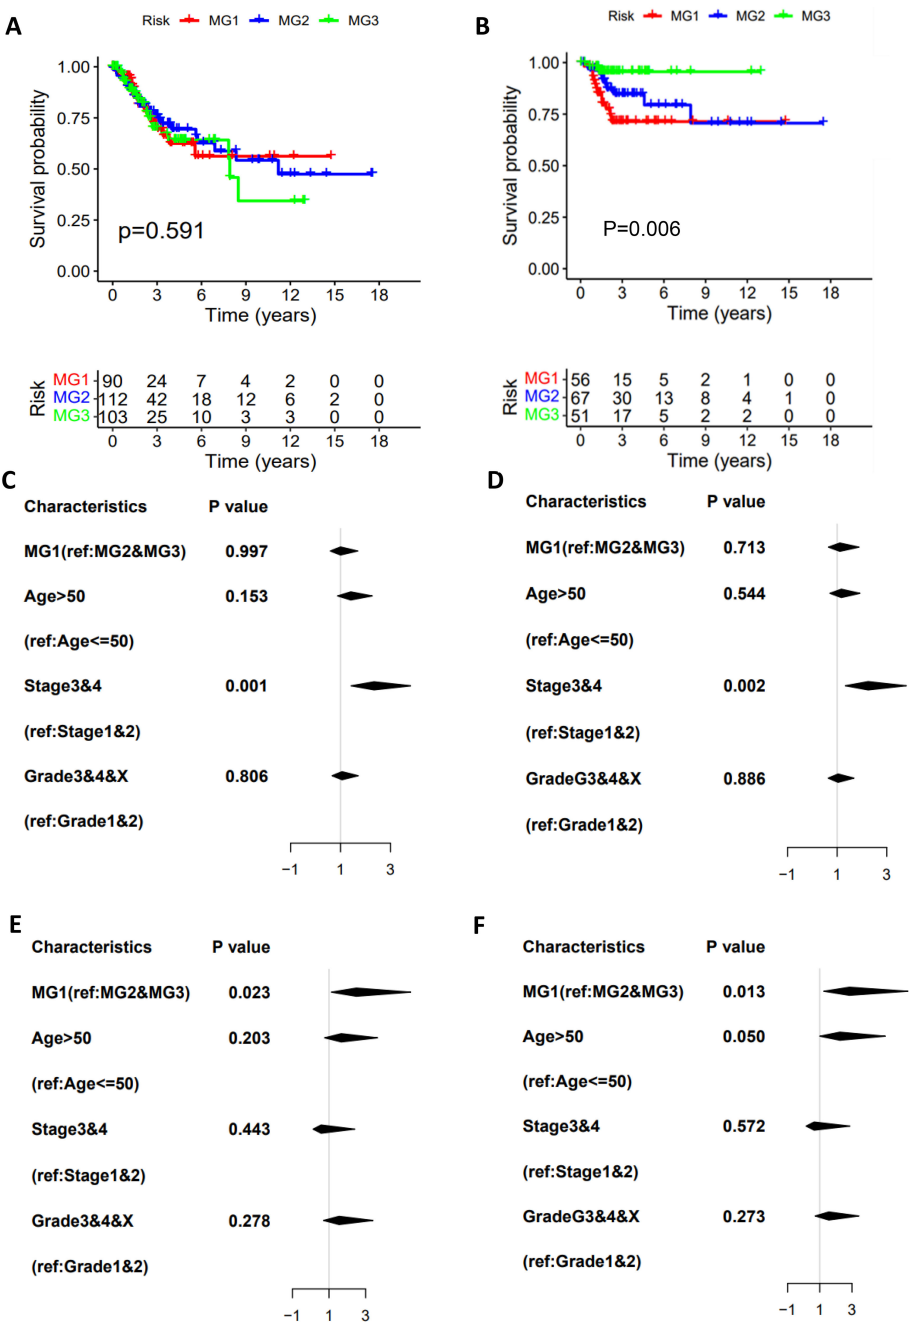 A
Risk MG1 MG2 MG3
Survival probability
1.00
0.75
0.50
0.25
0.00
p=0.591
0 3 6 9 12 15 18
Time (years)
Risk
MG1 90 24 7 4 2 0 0
MG2 112 42 18 12 6 2 0
MG3 103 25 10 3 3 0 0
0 3 6 9 12 15 18
Time (years)
B
Risk MG1 MG2 MG3
Survival probability
1.00
0.75
0.50
0.25
0.00
P=0.006
0 3 6 9 12 15 18
Time (years)
Risk
MG1 56 15 5 2 1 0 0
MG2 67 30 13 8 4 1 0
MG3 51 17 5 2 2 0 0
0 3 6 9 12 15 18
Time (years)
C
Characteristics P value
MG1(ref:MG2&MG3) 0.997
Age>50 0.153
(ref:Age<=50)
Stage3&4 0.001
(ref:Stage1&2)
Grade3&4&X 0.806
(ref:Grade1&2)
−1 1 3
D
Characteristics P value
MG1(ref:MG2&MG3) 0.713
Age>50 0.544
(ref:Age<=50)
Stage3&4 0.002
(ref:Stage1&2)
GradeG3&4&X 0.886
(ref:Grade1&2)
−1 1 3
E
Characteristics P value
MG1(ref:MG2&MG3) 0.023
Age>50 0.203
(ref:Age<=50)
Stage3&4 0.443
(ref:Stage1&2)
Grade3&4&X 0.278
(ref:Grade1&2)
−1 1 3
F
Characteristics P value
MG1(ref:MG2&MG3) 0.013
Age>50 0.050
(ref:Age<=50)
Stage3&4 0.572
(ref:Stage1&2)
GradeG3&4&X 0.273
(ref:Grade1&2)
−1 1 3